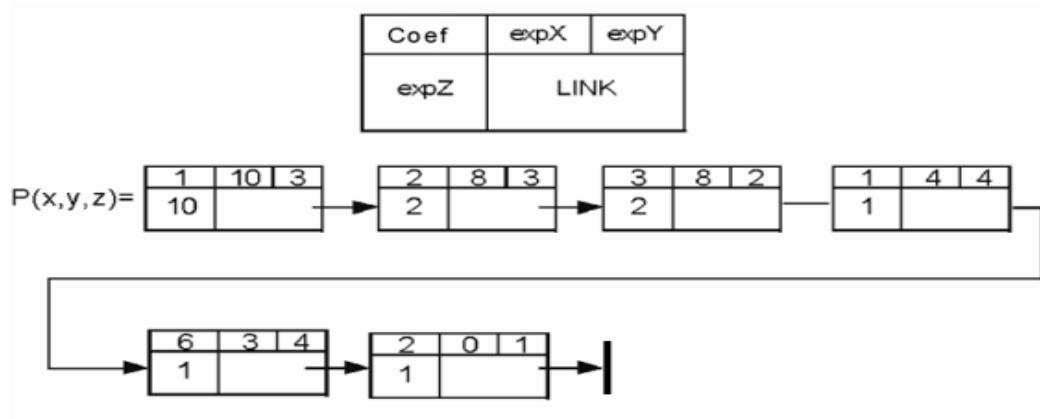 Coef expX expY
expZ LINK
P(x,y,z)= 1 10 3 2 8 3 3 8 2 1 4 4
10 2 2 1
6 3 4 2 0 1
1 1